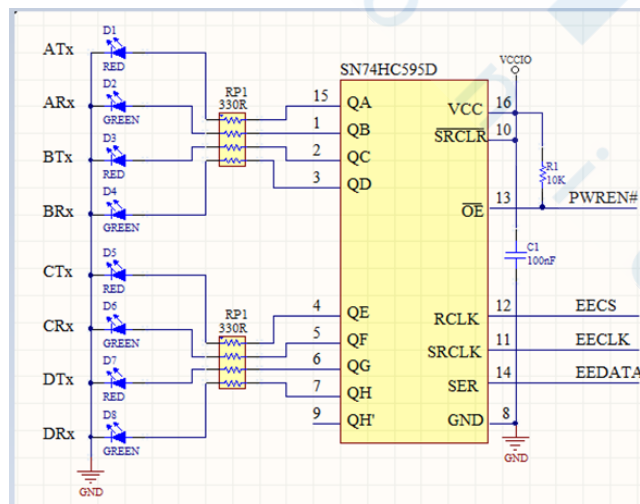 ATx
D1
RED
ARx
D2
GREEN
BTx
D3
RED
BRx
D4
GREEN
CTx
D5
RED
CRx
D6
GREEN
DTx
D7
RED
DRx
D8
GREEN
GND
RP1
330R
RP1
330R
SN74HC595D
15 QA
1 QB
2 QC
3 QD
4 QE
5 QF
6 QG
7 QH
9 QH'
VCC 16
SRCLR 10
OE 13 PWREN#
RCLK 12 EECS
SRCLK 11 EECLK
SER 14 EEDATA
GND 8
VCCIO
R1
10K
C1
100nF
GND